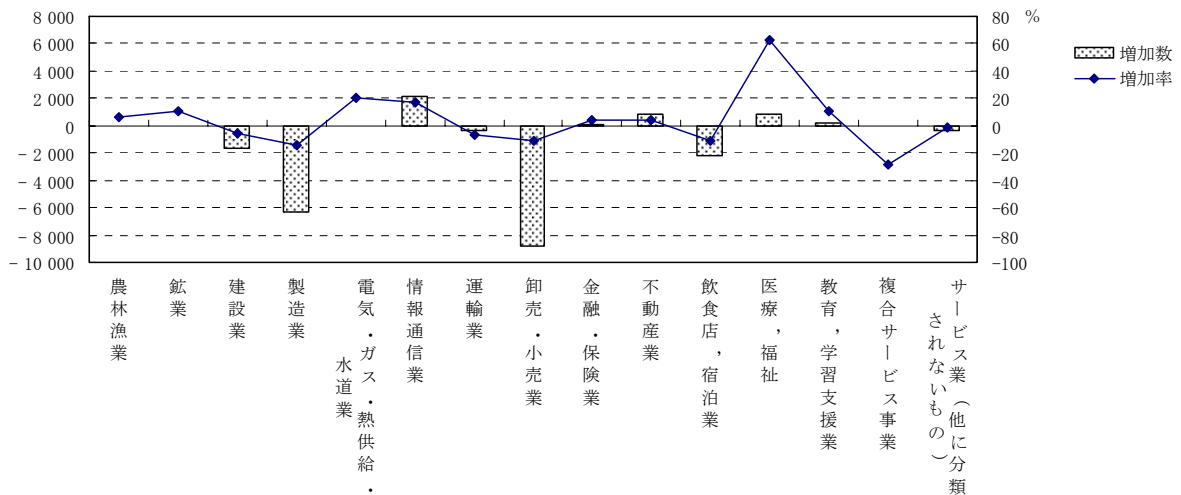 8 000
6 000
4 000
2 000
0
− 2 000
− 4 000
− 6 000
− 8 000
− 10 000
80 %
60
40
20
0
−20
−40
−60
−80
−100
増加数
増加率
農林漁業
鉱業
建設業
製造業
電気・ガス・熱供給・
水道業
情報通信業
運輸業
卸売・小売業
金融・保険業
不動産業
飲食店，宿泊業
医療，福祉
教育，学習支援業
複合サービス事業
サービス業（他に分類
されないもの）